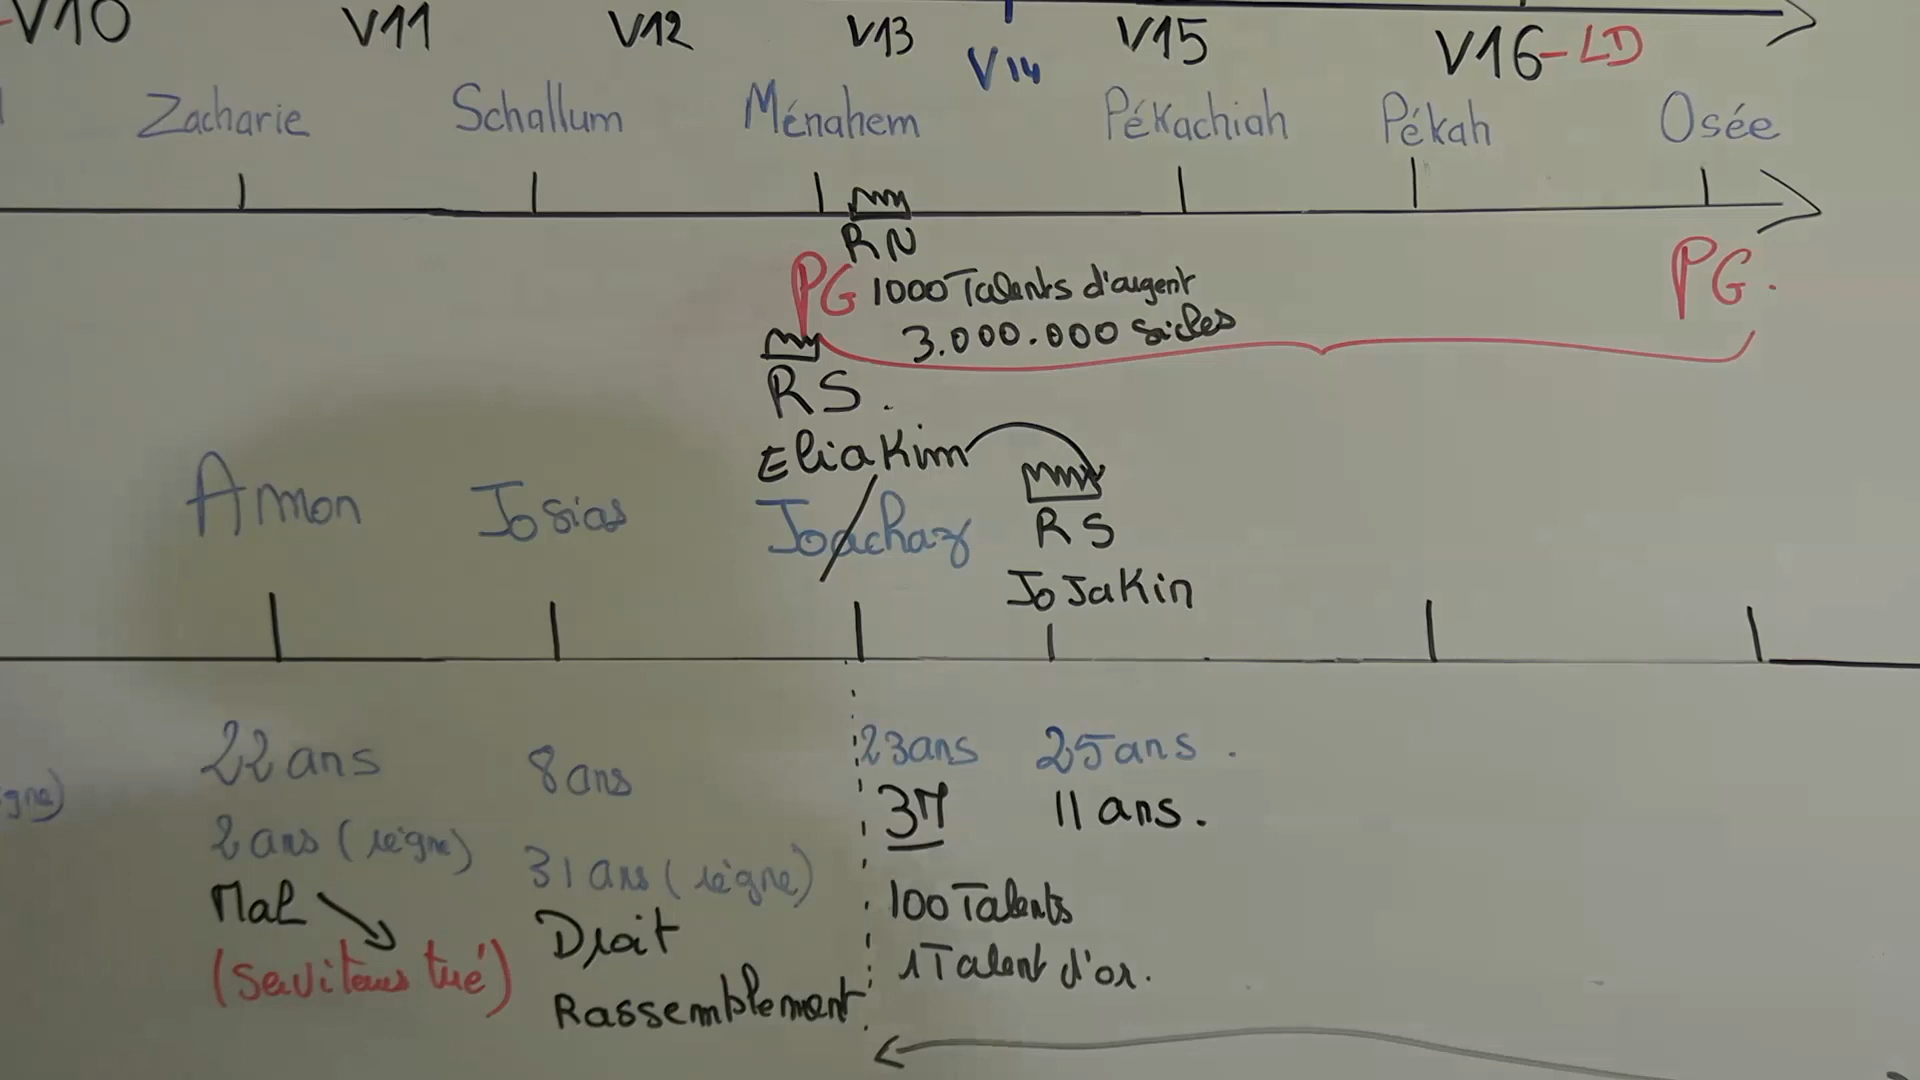 V10 V11 V12 V13 V14 V15 V16-LD
Zacharie Schallum Ménahem Pékachiah Pékah Osée
RN
PG 1000 Talents d'argent PG.
3.000.000 sicles
RS.
Eliakim
Amon Josias Joachaz RS
JoJakin
22 ans 8 ans 23 ans 25 ans.
2 ans (règne) 31 ans (règne) 11 ans.
Mal Droit 100 Talents
(Serviteurs tué) Rassemblement 1 Talent d'or.